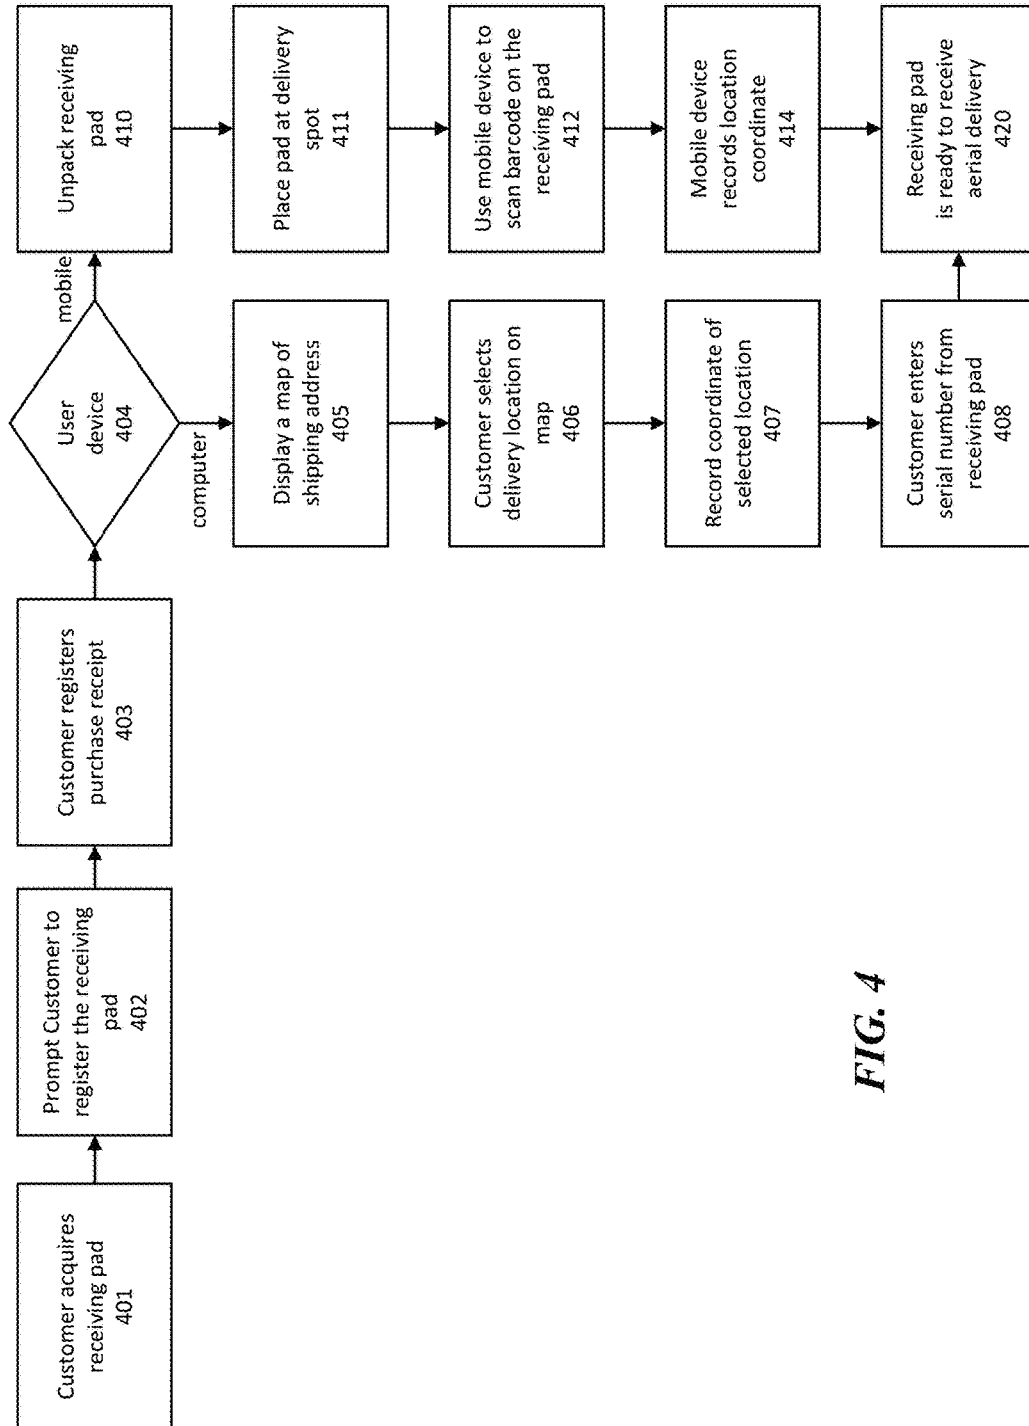 Customer acquires
receiving pad
401
Prompt Customer to
register the receiving
pad
402
Customer registers
purchase receipt
403
User
device
404
mobile
computer
Unpack receiving
pad
410
Place pad at delivery
spot
411
Use mobile device to
scan barcode on the
receiving pad
412
Mobile device
records location
coordinate
414
Display a map of
shipping address
405
Customer selects
delivery location on
map
406
Record coordinate of
selected location
407
Customer enters
serial number from
receiving pad
408
Receiving pad
is ready to receive
aerial delivery
420
FIG. 4